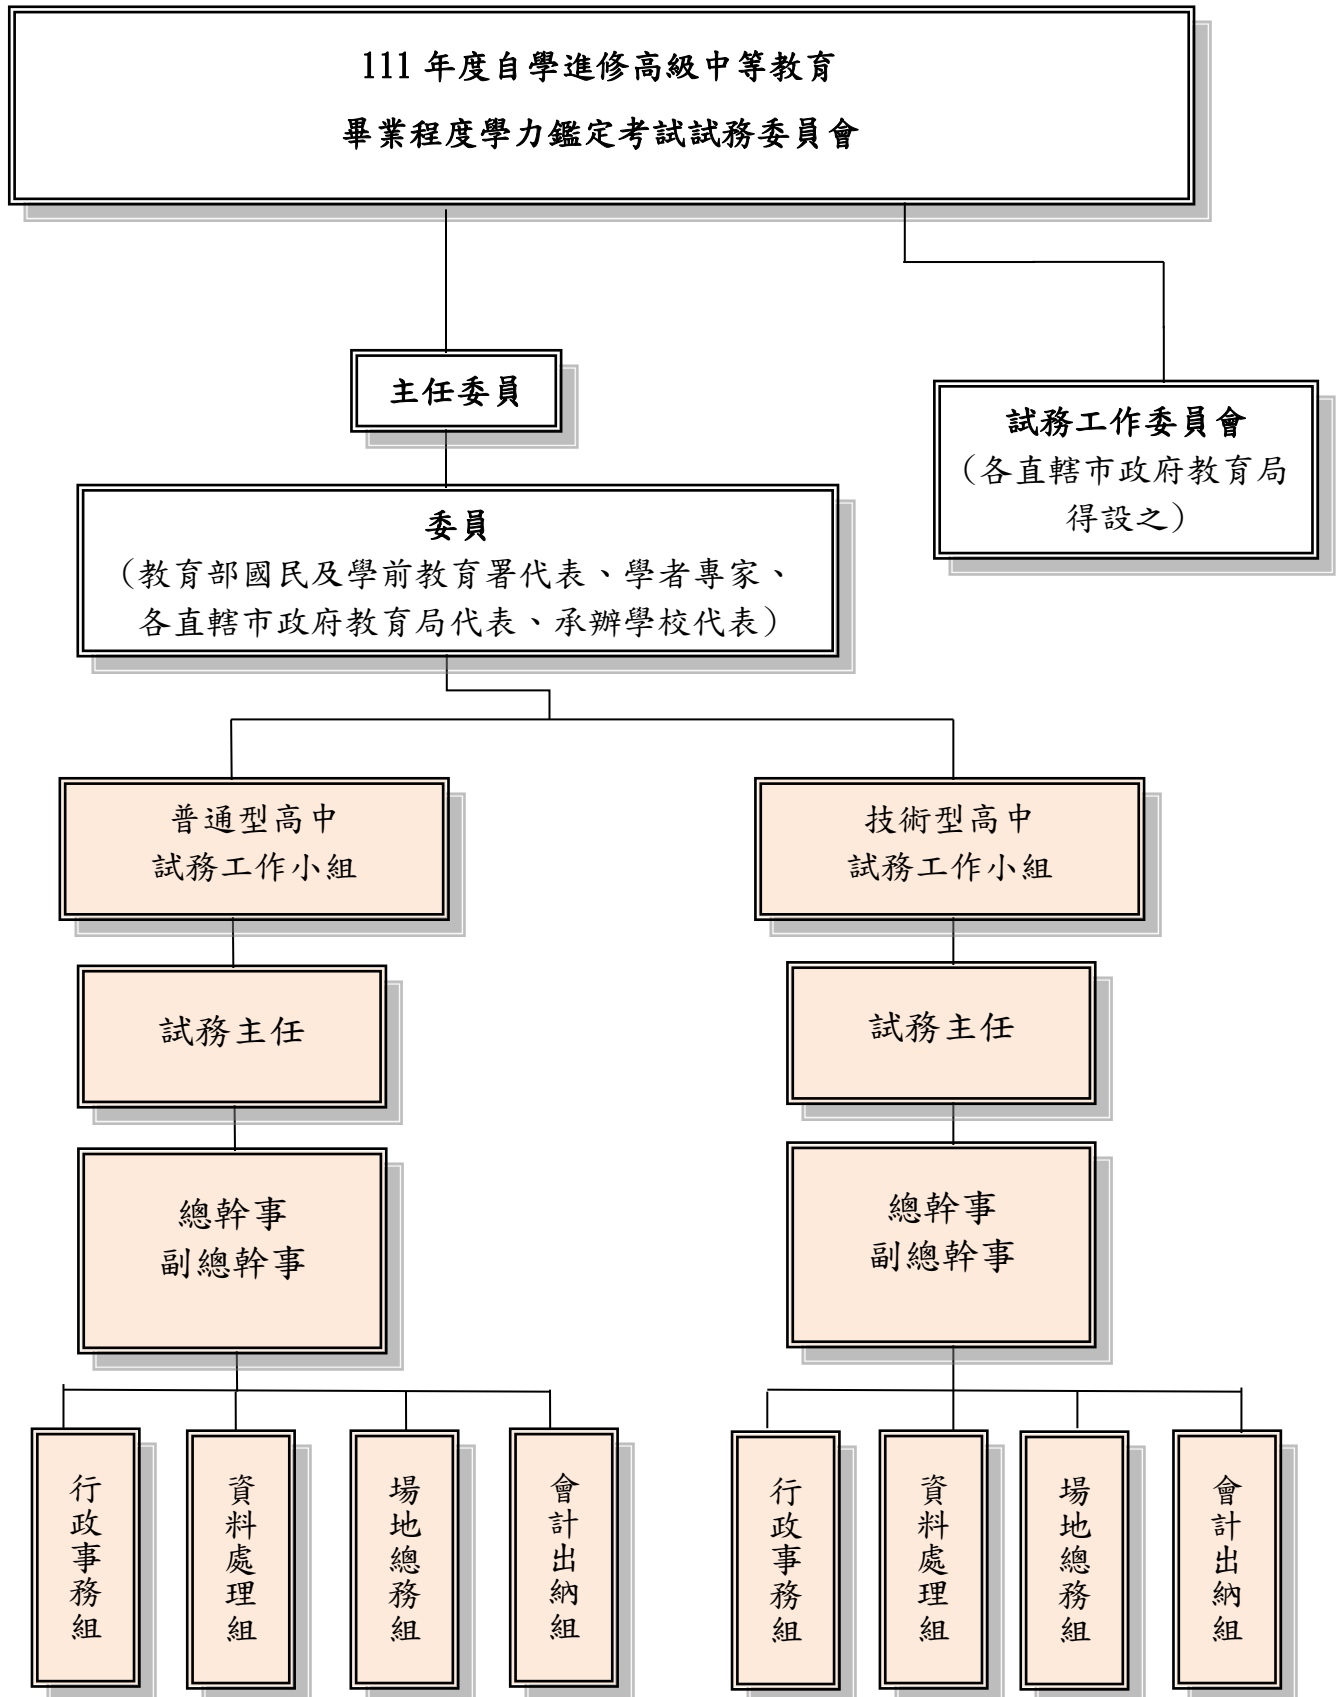 111 年度自學進修高級中等教育
畢業程度學力鑑定考試試務委員會
主任委員
試務工作委員會
（各直轄市政府教育局
得設之）
委員
（教育部國民及學前教育署代表、學者專家、
各直轄市政府教育局代表、承辦學校代表）
普通型高中
試務工作小組
技術型高中
試務工作小組
試務主任
試務主任
總幹事
副總幹事
總幹事
副總幹事
行政事務組
資料處理組
場地總務組
會計出納組
行政事務組
資料處理組
場地總務組
會計出納組